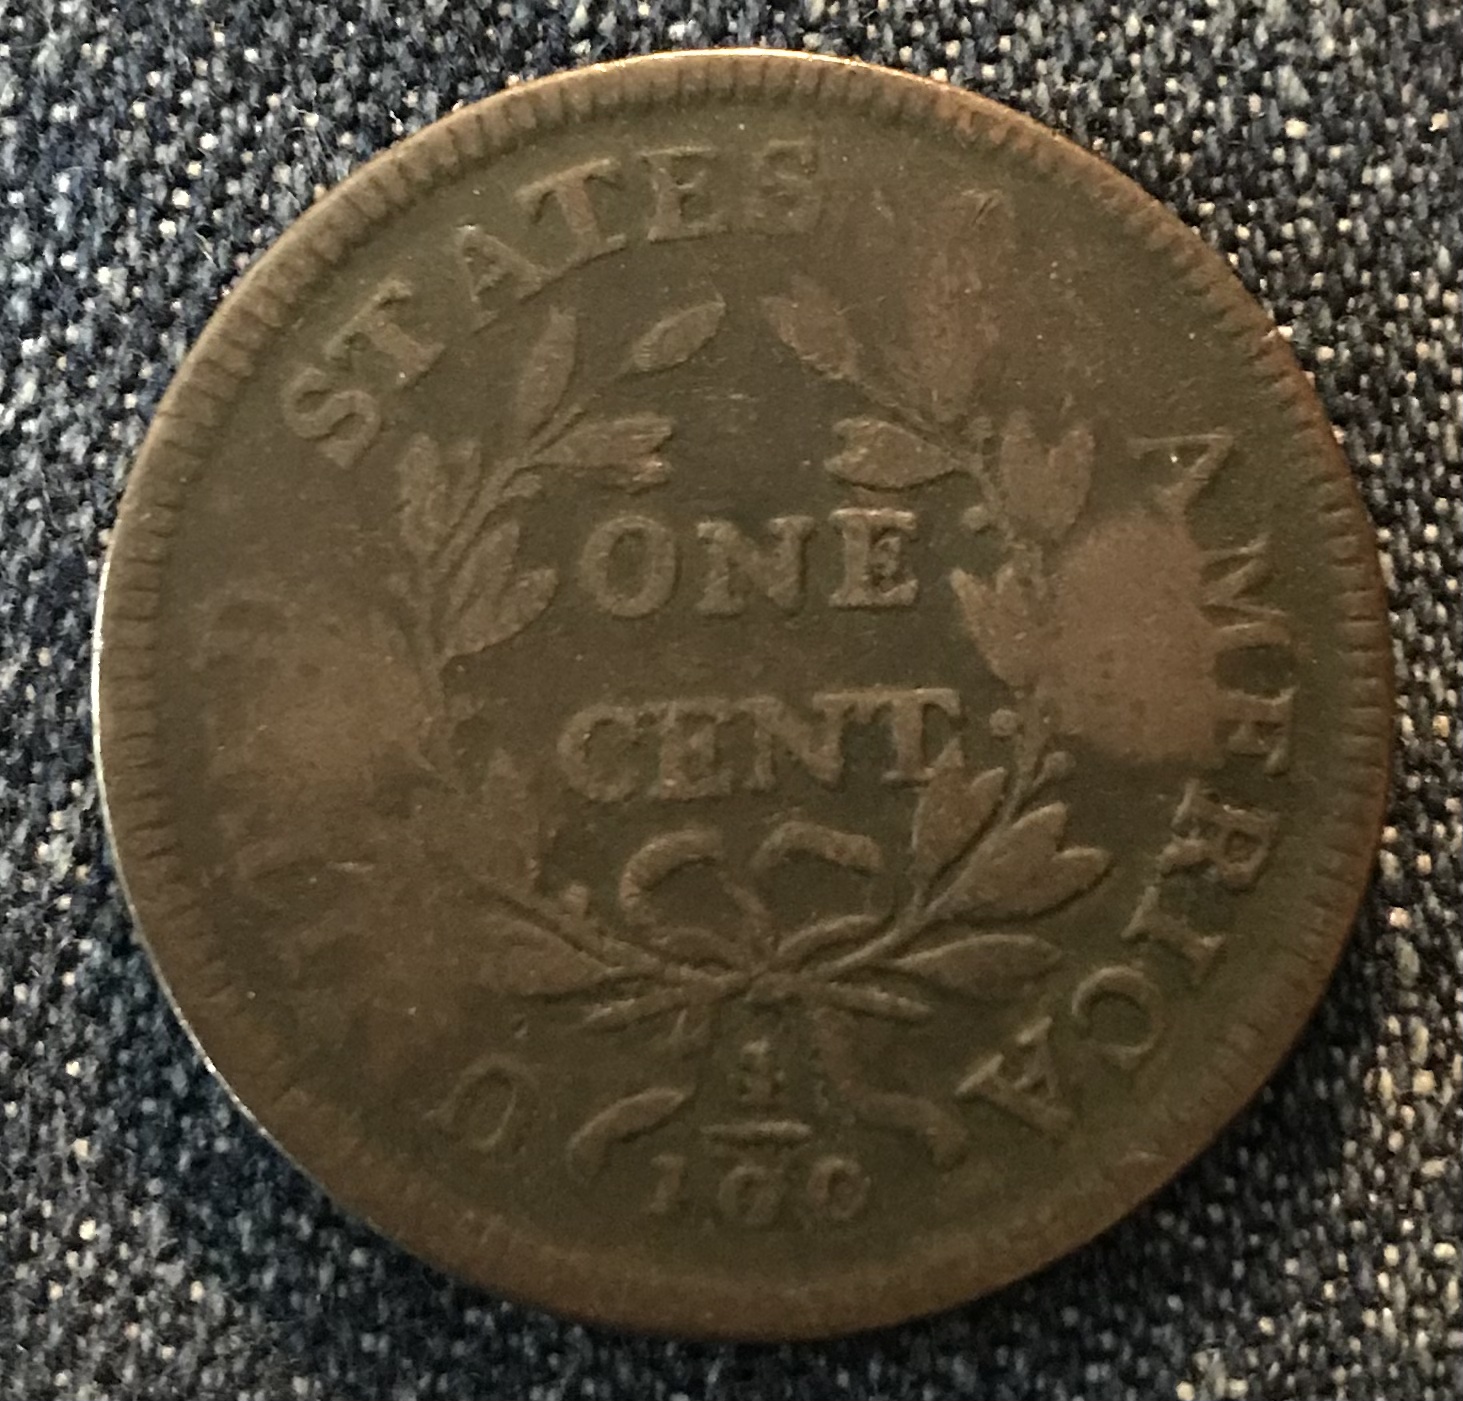 STATES
AMERICA
ONE
CENT
1
100